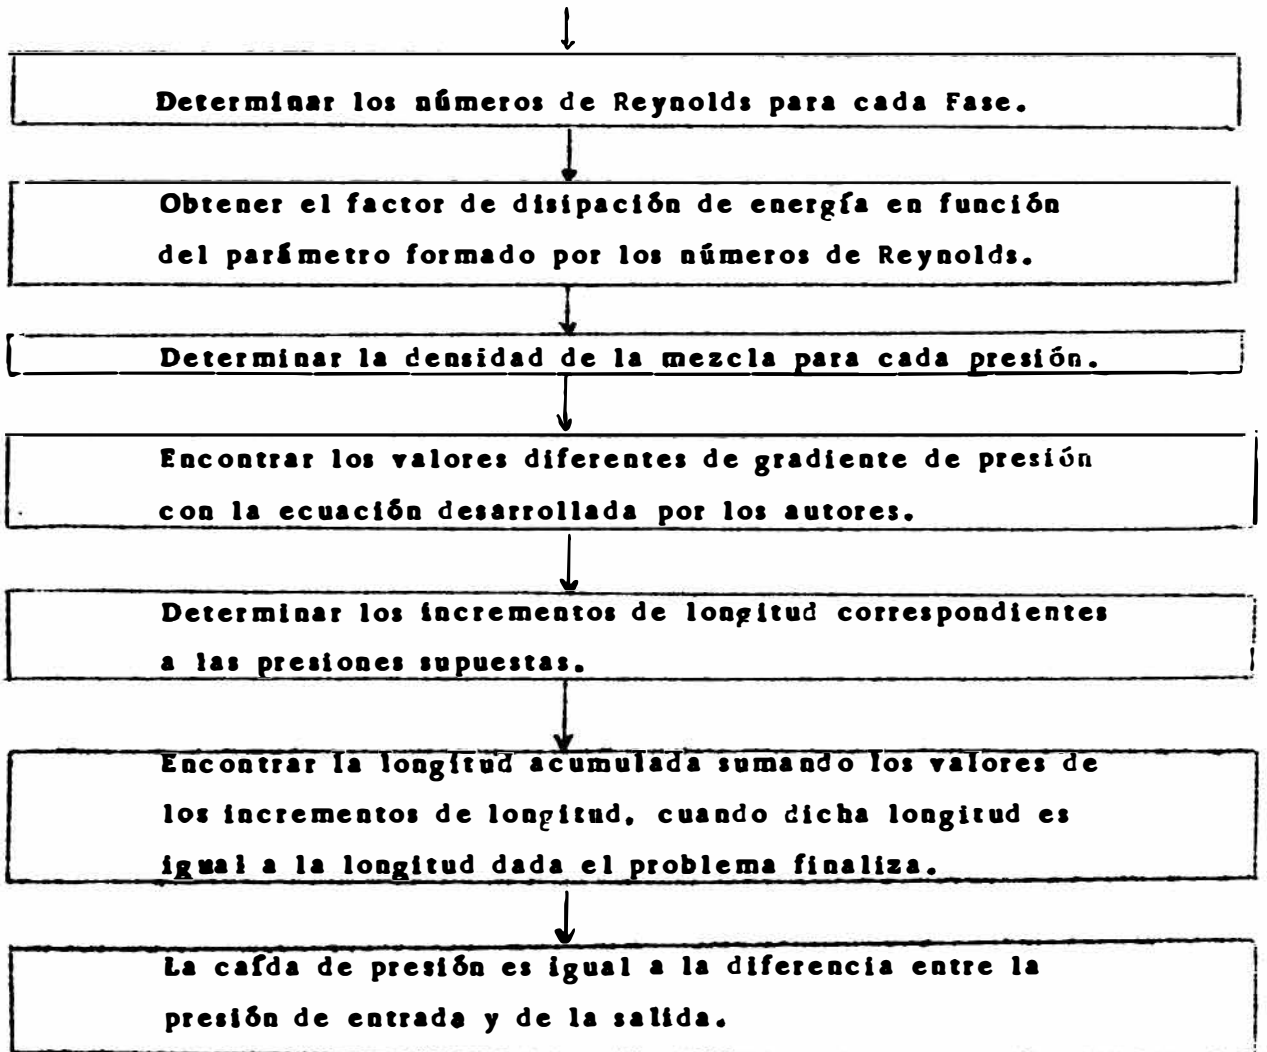 Determinar los números de Reynolds para cada Fase.
Obtener el factor de disipación de energía en función
del parámetro formado por los números de Reynolds.
Determinar la densidad de la mezcla para cada presión.
Encontrar los valores diferentes de gradiente de presión
con la ecuación desarrollada por los autores.
Determinar los incrementos de longitud correspondientes
a las presiones supuestas.
Encontrar la longitud acumulada sumando los valores de
los incrementos de longitud, cuando dicha longitud es
igual a la longitud dada el problema finaliza.
La caída de presión es igual a la diferencia entre la
presión de entrada y de la salida.